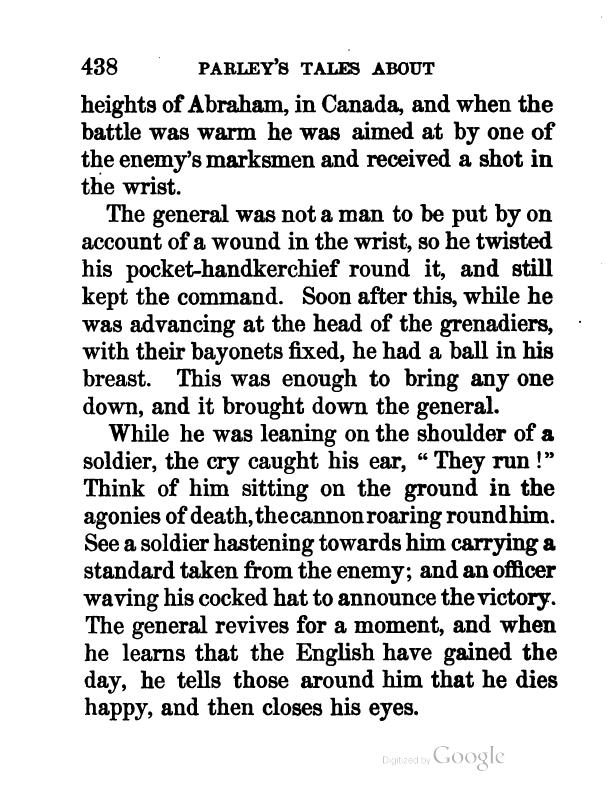 438 PARLEY'S TALES ABOUT
heights of Abraham, in Canada, and when the
battle was warm he was aimed at by one of
the enemy's marksmen and received a shot in
the wrist.
The general was not a man to be put by on
account of a wound in the wrist, so he twisted
his pocket-handkerchief round it, and still
kept the command. Soon after this, while he
was advancing at the head of the grenadiers,
with their bayonets fixed, he had a ball in his
breast. This was enough to bring any one
down, and it brought down the general.
While he was leaning on the shoulder of a
soldier, the cry caught his ear, “ They run !”
Think of him sitting on the ground in the
agonies of death, the cannon roaring round him.
See a soldier hastening towards him carrying a
standard taken from the enemy; and an officer
waving his cocked hat to announce the victory.
The general revives for a moment, and when
he learns that the English have gained the
day, he tells those around him that he dies
happy, and then closes his eyes.
Digitized by Google